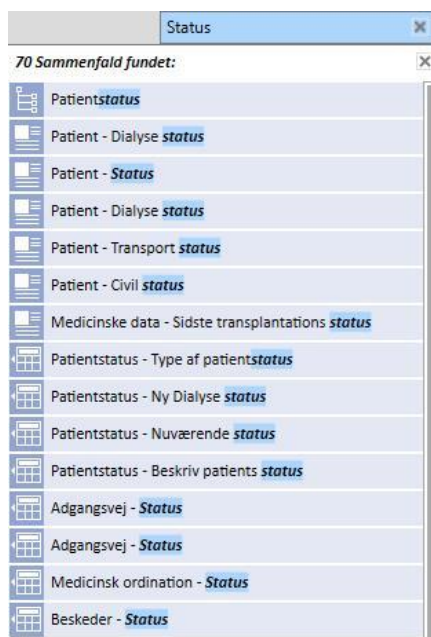 Status
70 Sammenfald fundet:
Patientstatus
Patient - Dialyse status
Patient - Status
Patient - Dialyse status
Patient - Transport status
Patient - Civil status
Medicinske data - Sidste transplantations status
Patientstatus - Type af patientstatus
Patientstatus - Ny Dialyse status
Patientstatus - Nuværende status
Patientstatus - Beskriv patients status
Adgangsvej - Status
Adgangsvej - Status
Medicinsk ordination - Status
Beskeder - Status